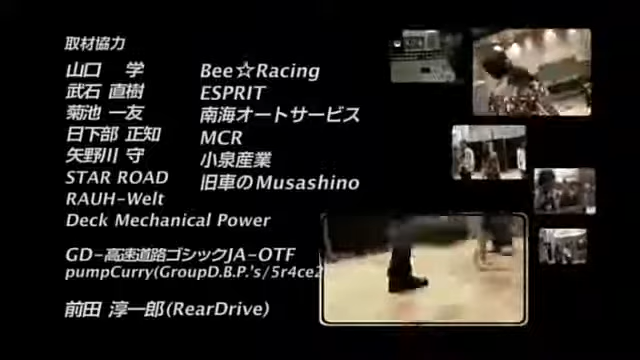 取材協力
山口 学
武石 直樹
菊池 一友
日下部 正知
矢野川 守
STAR ROAD
RAUH-Welt
Deck Mechanical Power
Bee☆Racing
ESPRIT
南海オートサービス
MCR
小泉産業
旧車のMusashino
GD-高速道路ゴシックJA-OTF
pumpCurry(GroupD.B.P.'s/5r4ce2
前田 淳一郎(RearDrive)